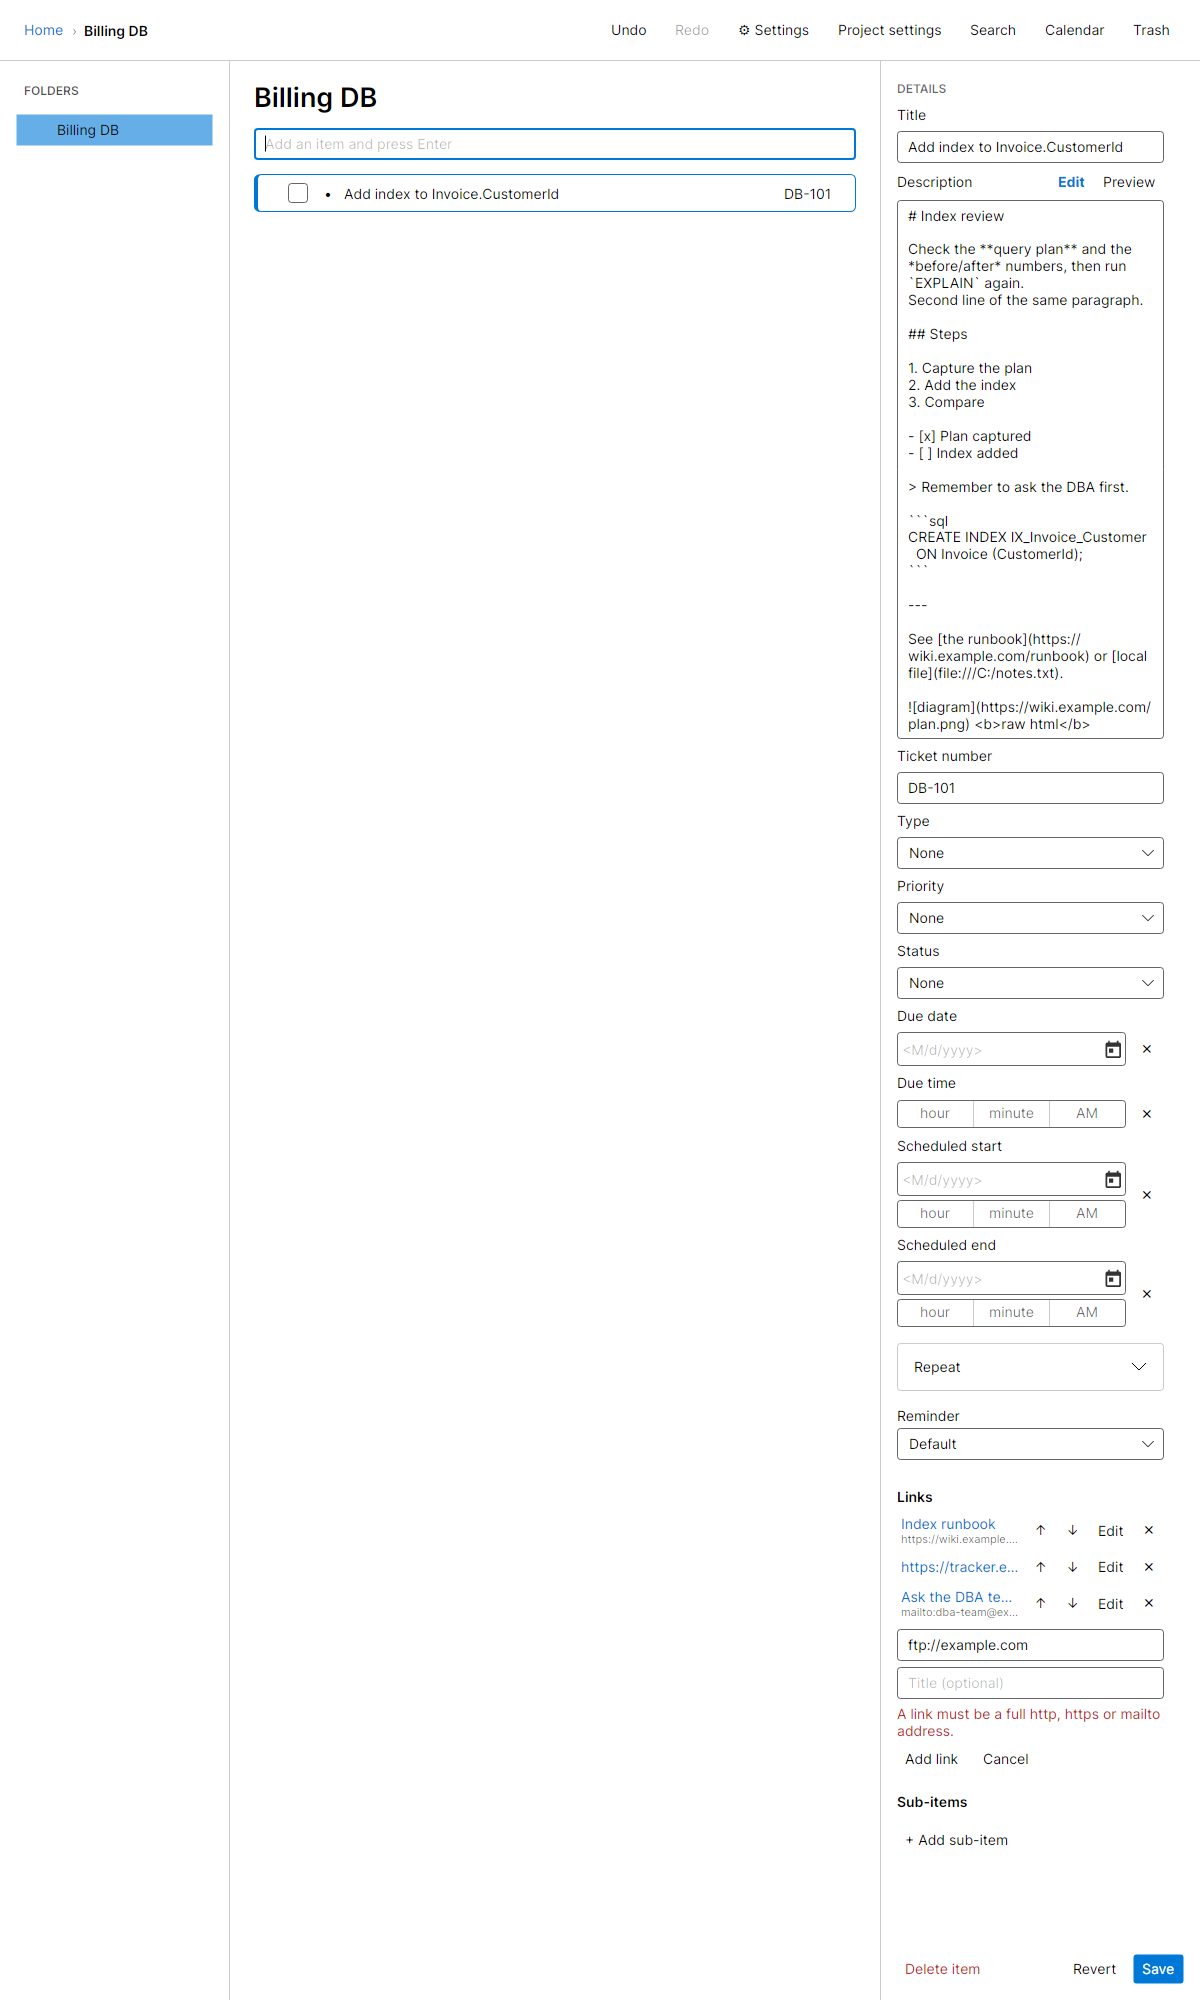 Home › Billing DB
Undo Redo ⚙ Settings Project settings Search Calendar Trash
FOLDERS
Billing DB
Billing DB
Add an item and press Enter
• Add index to Invoice.CustomerId DB-101
DETAILS
Title
Add index to Invoice.CustomerId
Description Edit Preview
# Index review
Check the **query plan** and the
*before/after* numbers, then run
`EXPLAIN` again.
Second line of the same paragraph.
## Steps
1. Capture the plan
2. Add the index
3. Compare
- [x] Plan captured
- [ ] Index added
> Remember to ask the DBA first.
```sql
CREATE INDEX IX_Invoice_Customer
ON Invoice (CustomerId);
```
---
See [the runbook](https://
wiki.example.com/runbook) or [local
file](file:///C:/notes.txt).
![diagram](https://wiki.example.com/
plan.png) <b>raw html</b>
Ticket number
DB-101
Type
None
Priority
None
Status
None
Due date
<M/d/yyyy> ×
Due time
hour minute AM ×
Scheduled start
<M/d/yyyy>
×
hour minute AM
Scheduled end
<M/d/yyyy>
×
hour minute AM
Repeat
Reminder
Default
Links
Index runbook
https://wiki.example.... ↑ ↓ Edit ×
https://tracker.e... ↑ ↓ Edit ×
Ask the DBA te...
mailto:dba-team@ex... ↑ ↓ Edit ×
ftp://example.com
Title (optional)
A link must be a full http, https or mailto
address.
Add link Cancel
Sub-items
+ Add sub-item
Delete item Revert Save